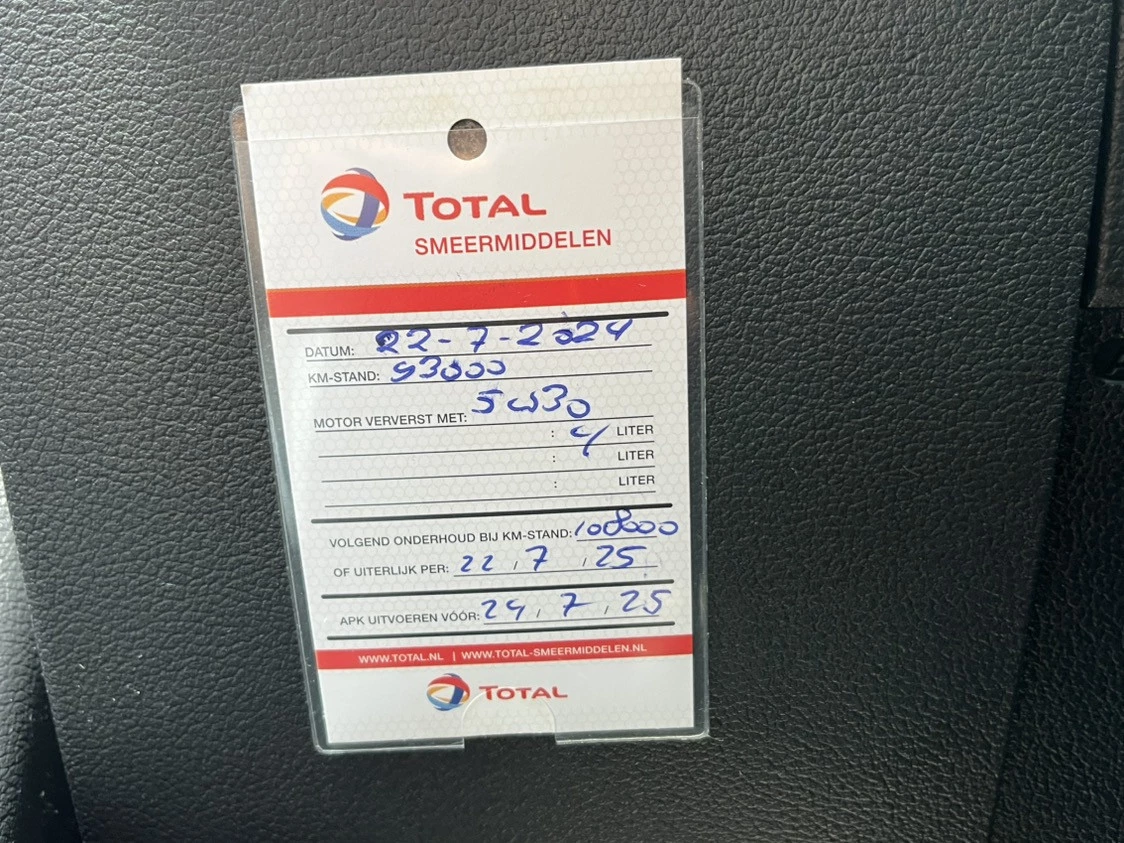 TOTAL
SMEERMIDDELEN
DATUM: 22-7-2024
KM-STAND: 93000
MOTOR VERVERST MET: 5w30
: 4 LITER
: LITER
: LITER
VOLGEND ONDERHOUD BIJ KM-STAND: 108000
OF UITERLIJK PER: 22 / 7 / 25
APK UITVOEREN VÓÓR: 24 / 7 / 25
WWW.TOTAL.NL | WWW.TOTAL-SMEERMIDDELEN.NL
TOTAL